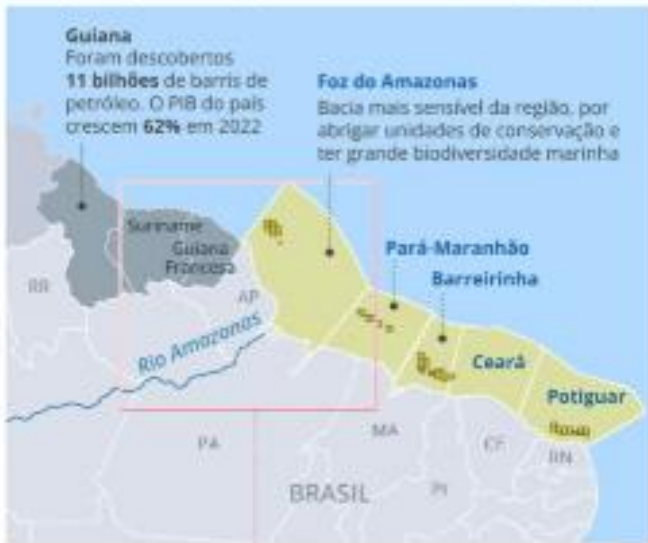 Guiana
Foram descobertos
11 bilhões de barris de
petróleo. O PIB do país
crescem 62% em 2022
Foz do Amazonas
Bacia mais sensível da região, por
abrigar unidades de conservação e
ter grande biodiversidade marinha
Suriname
Guiana
Francesa
Pará-Maranhão
Barreirinha
RR
AP
Rio Amazonas
Ceará
Potiguar
PA
MA
CE
RN
PI
BRASIL